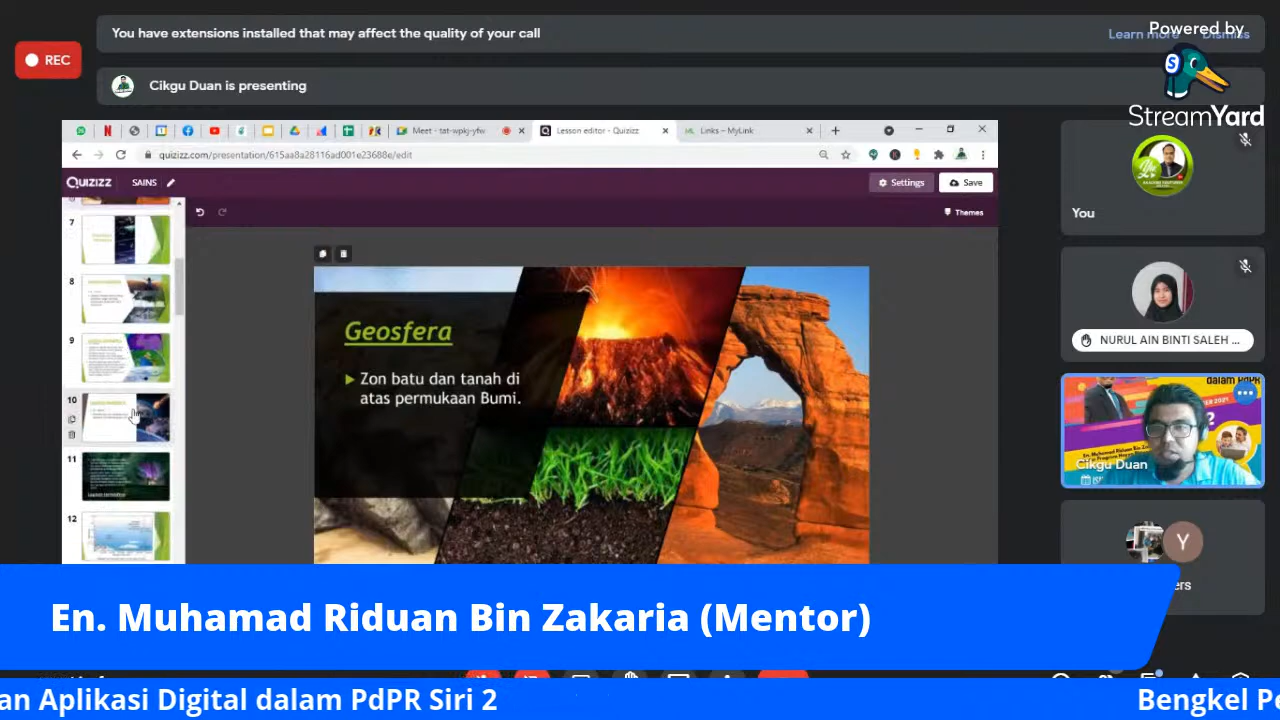 You have extensions installed that may affect the quality of your call
Learn more
Dismiss
Powered by
StreamYard
REC
Cikgu Duan is presenting
Meet - tat-wpkj-yfw
Lesson editor - Quizizz
Links – MyLink
quizizz.com/presentation/615aa8a28116ad001e23688e/edit
QUIZIZZ
SAINS
Settings
Save
Themes
7
8
9
10
11
12
Geosfera
Zon batu dan tanah di
atas permukaan Bumi.
You
NURUL AIN BINTI SALEH ...
dalam PdPR
Cikgu Duan
Y
En. Muhamad Riduan Bin Zakaria (Mentor)
an Aplikasi Digital dalam PdPR Siri 2
Bengkel Pe